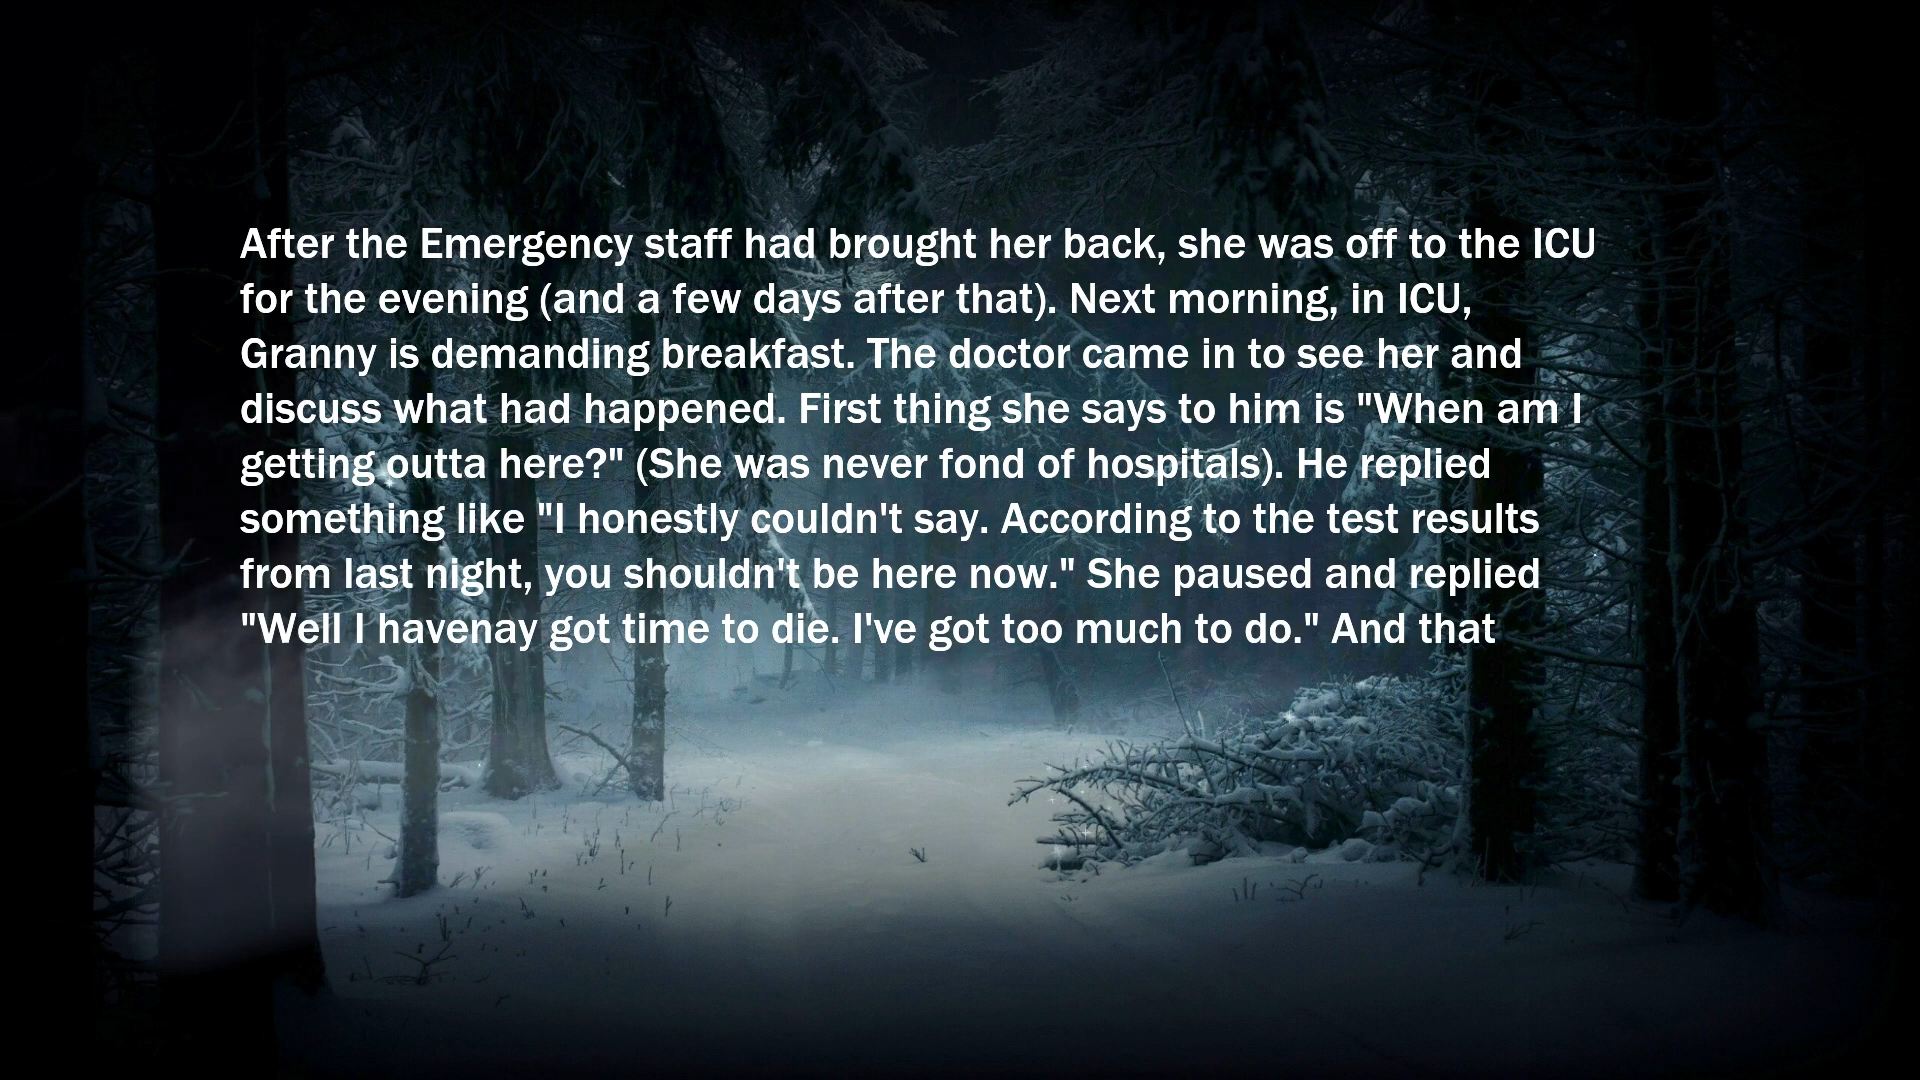 After the Emergency staff had brought her back, she was off to the ICU
for the evening (and a few days after that). Next morning, in ICU,
Granny is demanding breakfast. The doctor came in to see her and
discuss what had happened. First thing she says to him is "When am I
getting outta here?" (She was never fond of hospitals). He replied
something like "I honestly couldn't say. According to the test results
from last night, you shouldn't be here now." She paused and replied
"Well I havenay got time to die. I've got too much to do." And that